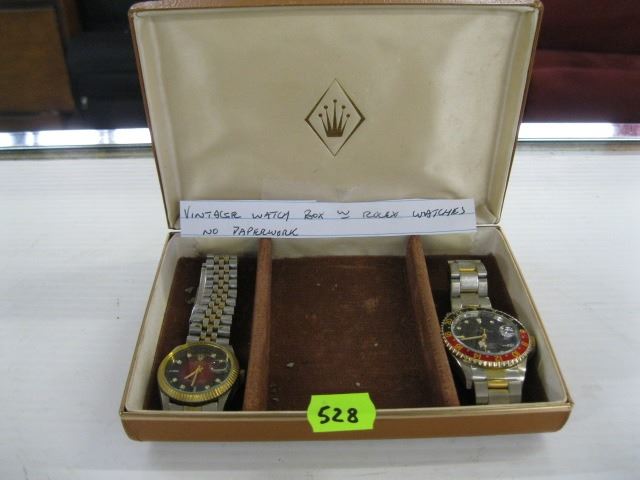 VINTAGE WATCH BOX W ROLEX WATCHES
NO PAPERWORK
528